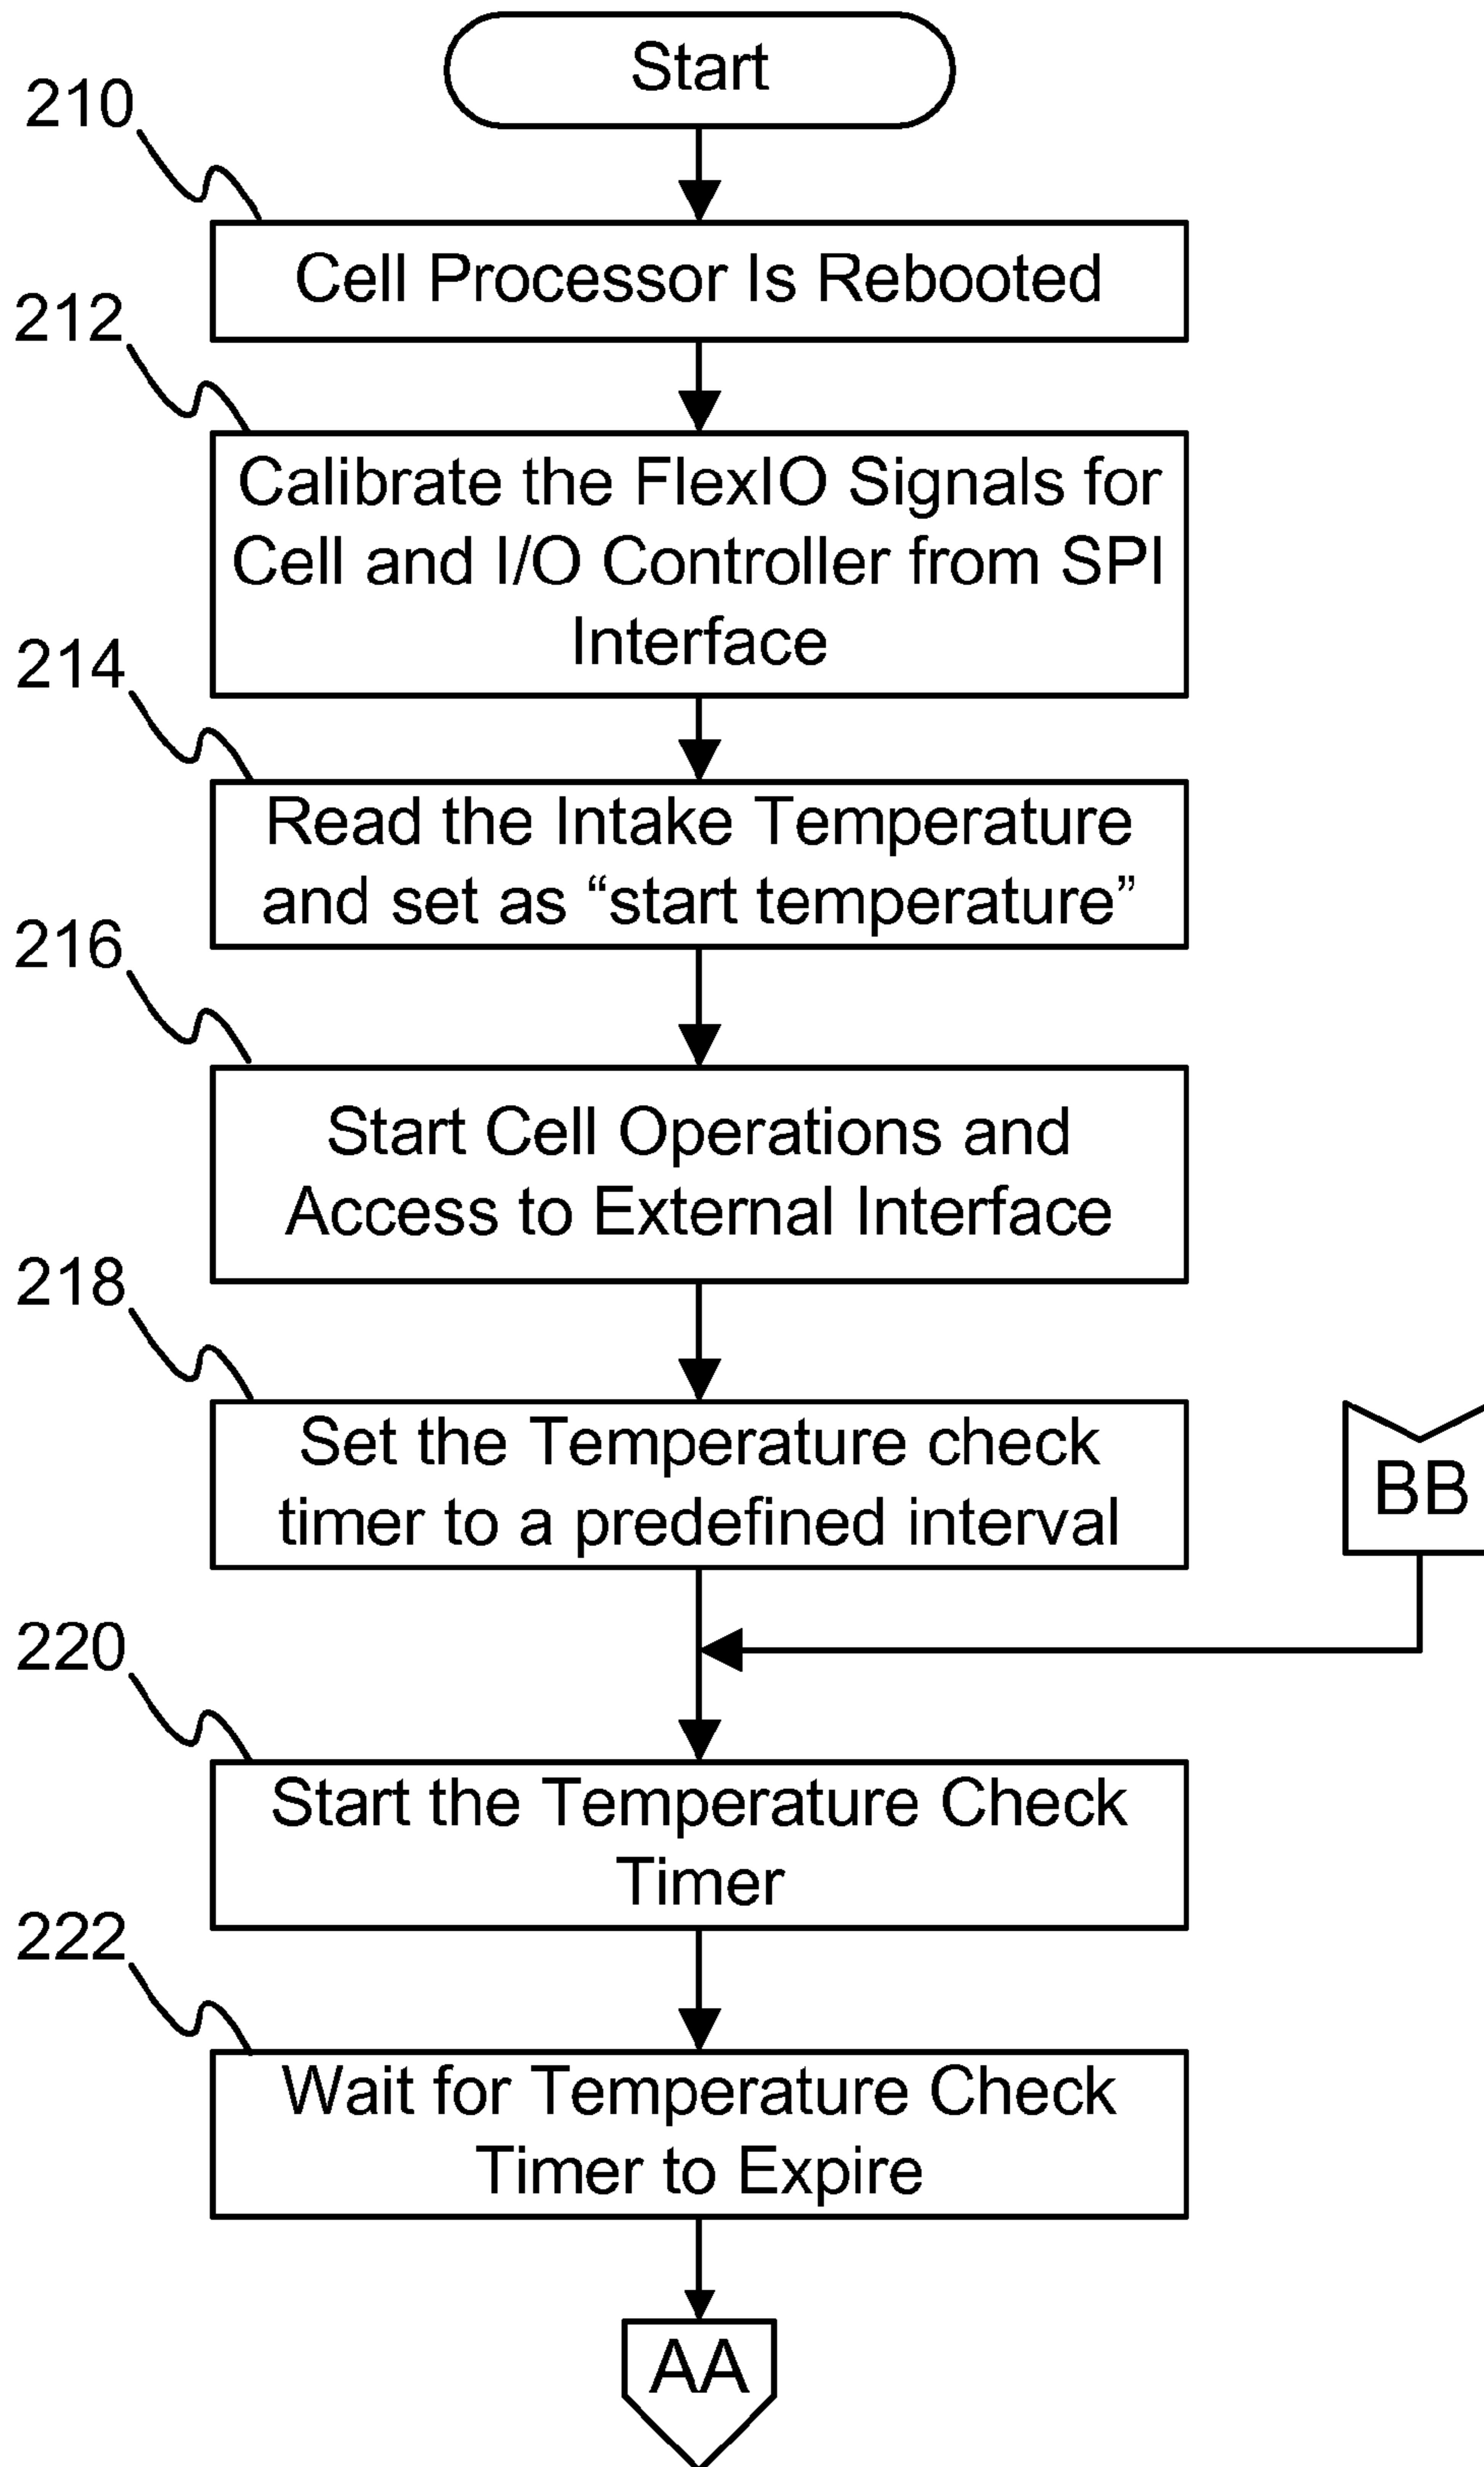 Start
210
Cell Processor Is Rebooted
212
Calibrate the FlexIO Signals for
Cell and I/O Controller from SPI
Interface
214
Read the Intake Temperature
and set as “start temperature”
216
Start Cell Operations and
Access to External Interface
218
Set the Temperature check
timer to a predefined interval
BB
220
Start the Temperature Check
Timer
222
Wait for Temperature Check
Timer to Expire
AA